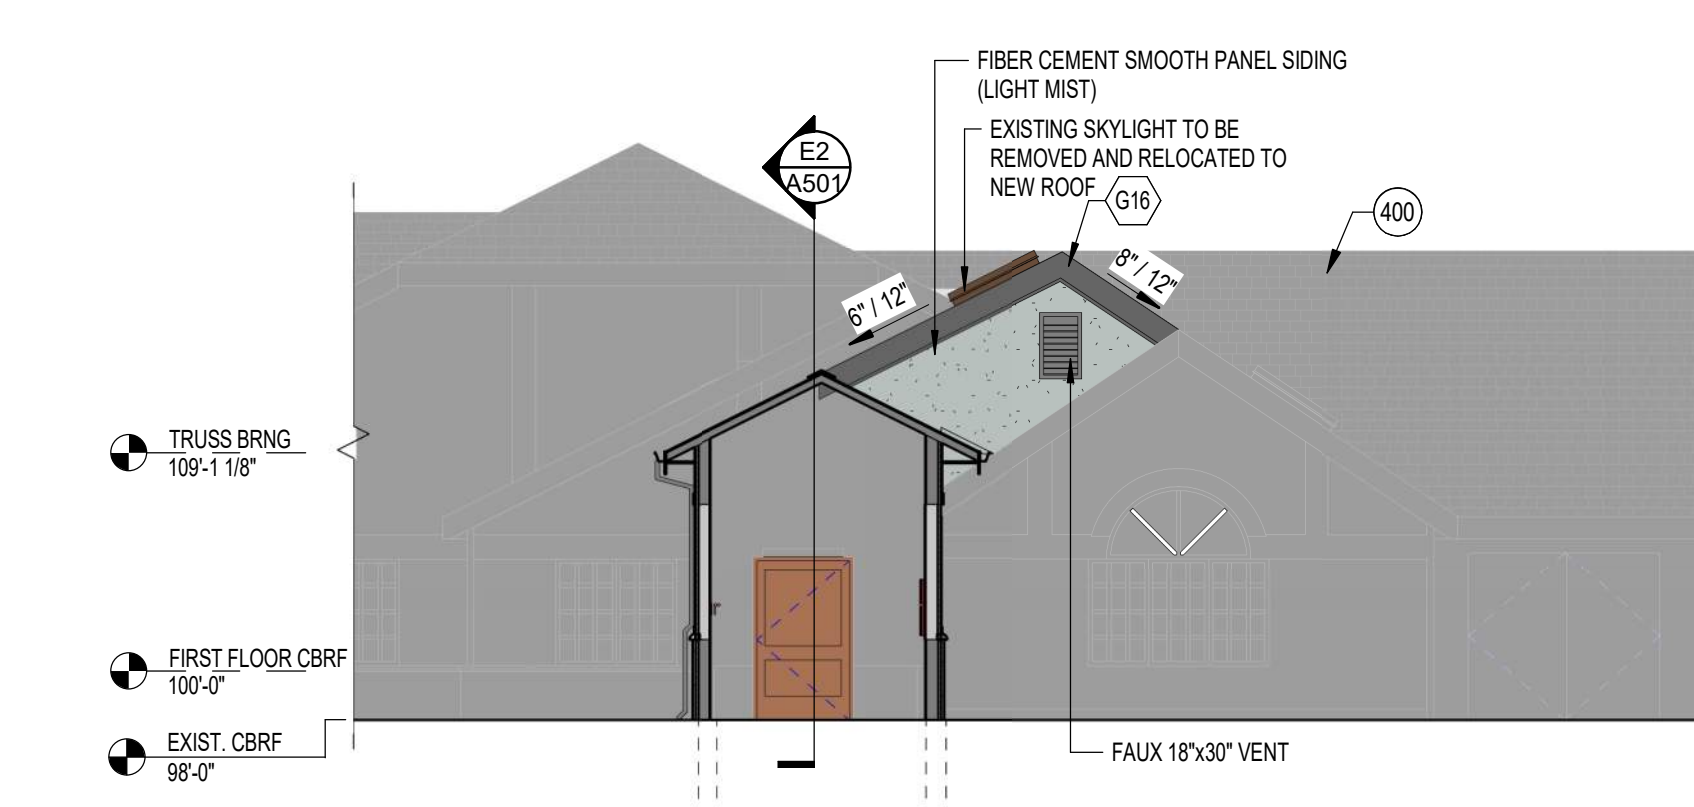 FIBER CEMENT SMOOTH PANEL SIDING
(LIGHT MIST)
EXISTING SKYLIGHT TO BE
REMOVED AND RELOCATED TO
NEW ROOF
G16
E2
A501
400
8" / 12"
6" / 12"
TRUSS BRNG
109'-1 1/8"
FIRST FLOOR CBRF
100'-0"
EXIST. CBRF
98'-0"
FAUX 18"x30" VENT